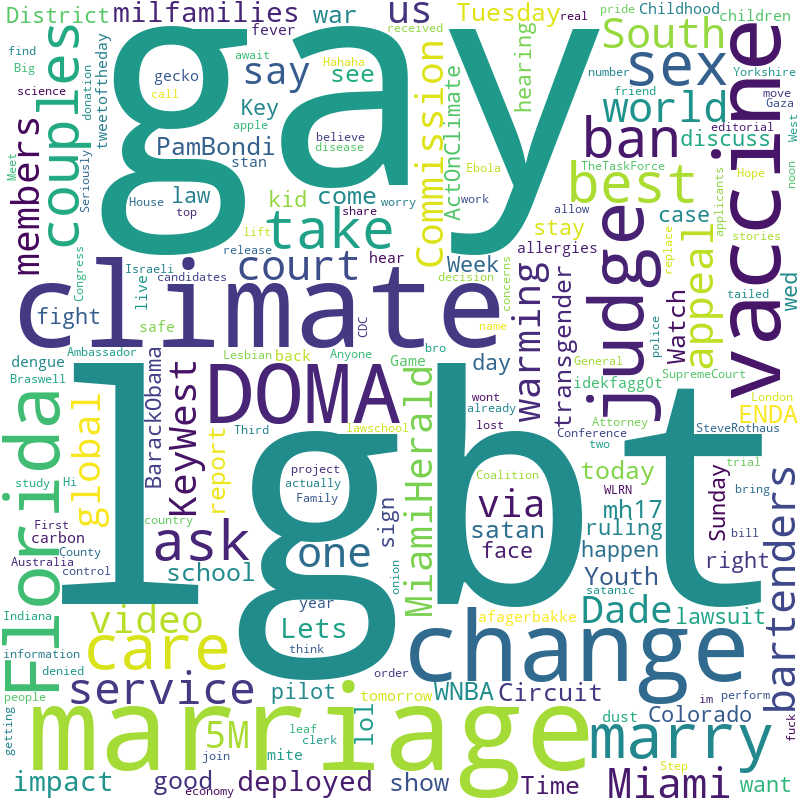 gay
lgbt
marriage
climate
change
vaccine
DOMA
judge
Florida
District
milfamilies
us
Tuesday
real
pride
Childhood
children
couples
war
fever
await
received
South
find
Big
tweetoftheday
gecko
say
see
Hahaha
hearing
number
Yorkshire
science
donation
call
Key
sex
friend
move
Gaza
commission
ActOnClimate
PamBondi
apple
believe
ban
world
editorial
West
stan
disease
discuss
Meet
Seriously
members
House
law
kid
come
worry
Ebola
best
TheTaskForce
Hope
noon
top
share
work
allow
case
applicants
take
lift
hear
stay
release
allergies
stories
court
Week
appeal
Congress
Israeli
candidates
decision
replace
live
concerns
wed
fight
safe
CDC
name
warming
transgender
Watch
police
dengue
Ambassador
Lesbian
back
Anyone
bro
Game
day
General
SupremeCourt
Braswell
idekfagg0t
London
ENDA
BarackObama
KeyWest
MiamiHerald
wont
already
Attorney
SteveRothaus
global
report
Third
lawschool
lost
Conference
two
today
trial
study
Hi
project
actually
Family
sign
Coalition
WLRN
Sunday
bring
via
mh17
First
carbon
country
ask
one
satan
ruling
bill
County
face
happen
right
Australia
control
school
onion
Youth
satanic
bartenders
Indiana
year
afagerbakke
video
Lets
Dade
lawsuit
information
care
think
denied
order
people
service
pilot
tomorrow
WNBA
Circuit
im
perform
getting
5M
lol
Colorado
dust
fuck
leaf
clerk
mite
marry
join
Step
impact
economy
good
deployed
show
Time
Miami
want